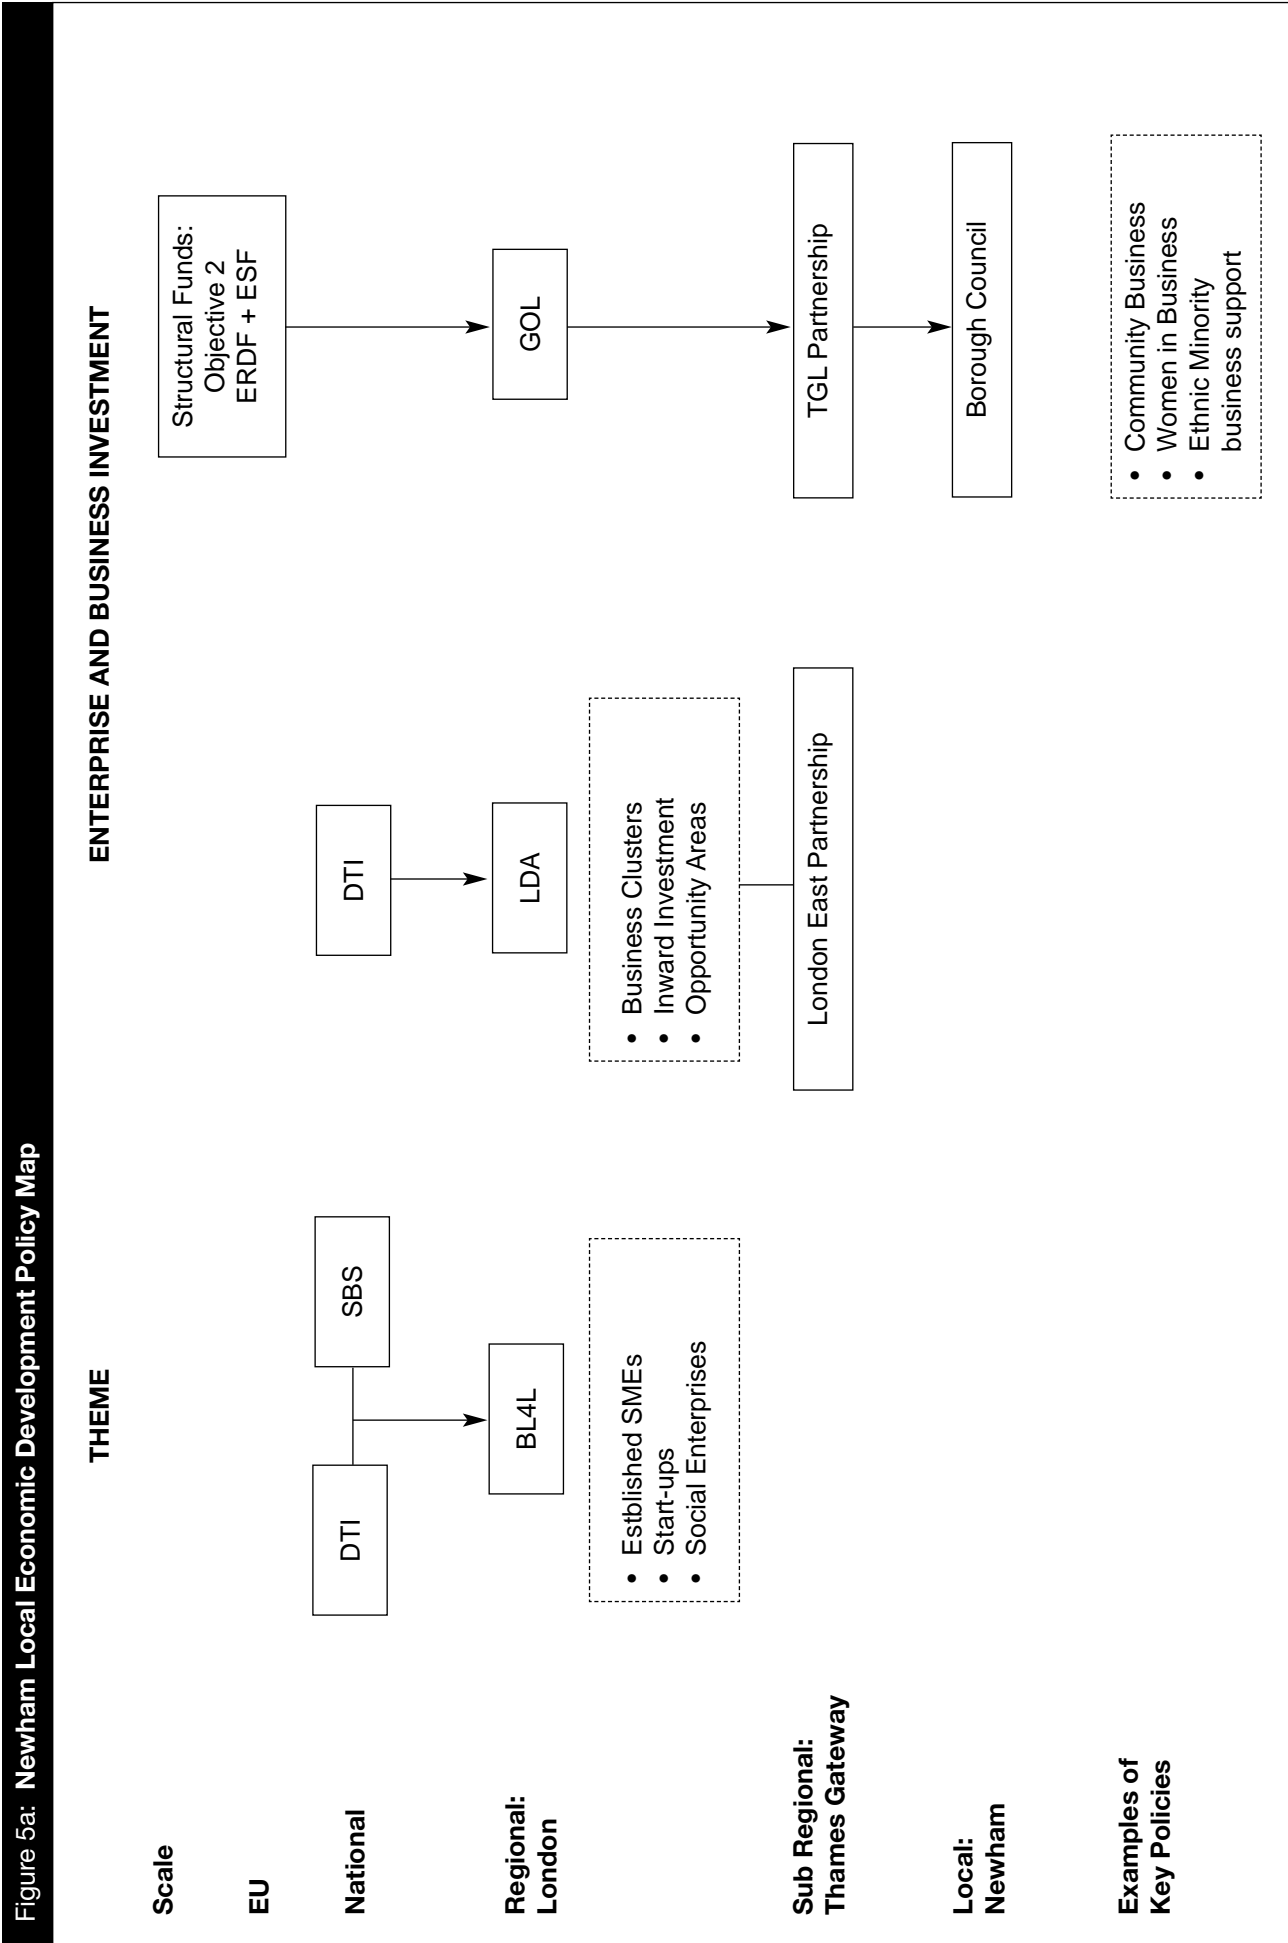 Figure 5a: Newham Local Economic Development Policy Map
THEME
ENTERPRISE AND BUSINESS INVESTMENT
Scale
EU
Structural Funds:
Objective 2
ERDF + ESF
National
DTI
SBS
DTI
Regional:
London
BL4L
LDA
GOL
• Estblished SMEs
• Start-ups
• Social Enterprises
• Business Clusters
• Inward Investment
• Opportunity Areas
Sub Regional:
Thames Gateway
London East Partnership
TGL Partnership
Local:
Newham
Borough Council
Examples of
Key Policies
• Community Business
• Women in Business
• Ethnic Minority
business support